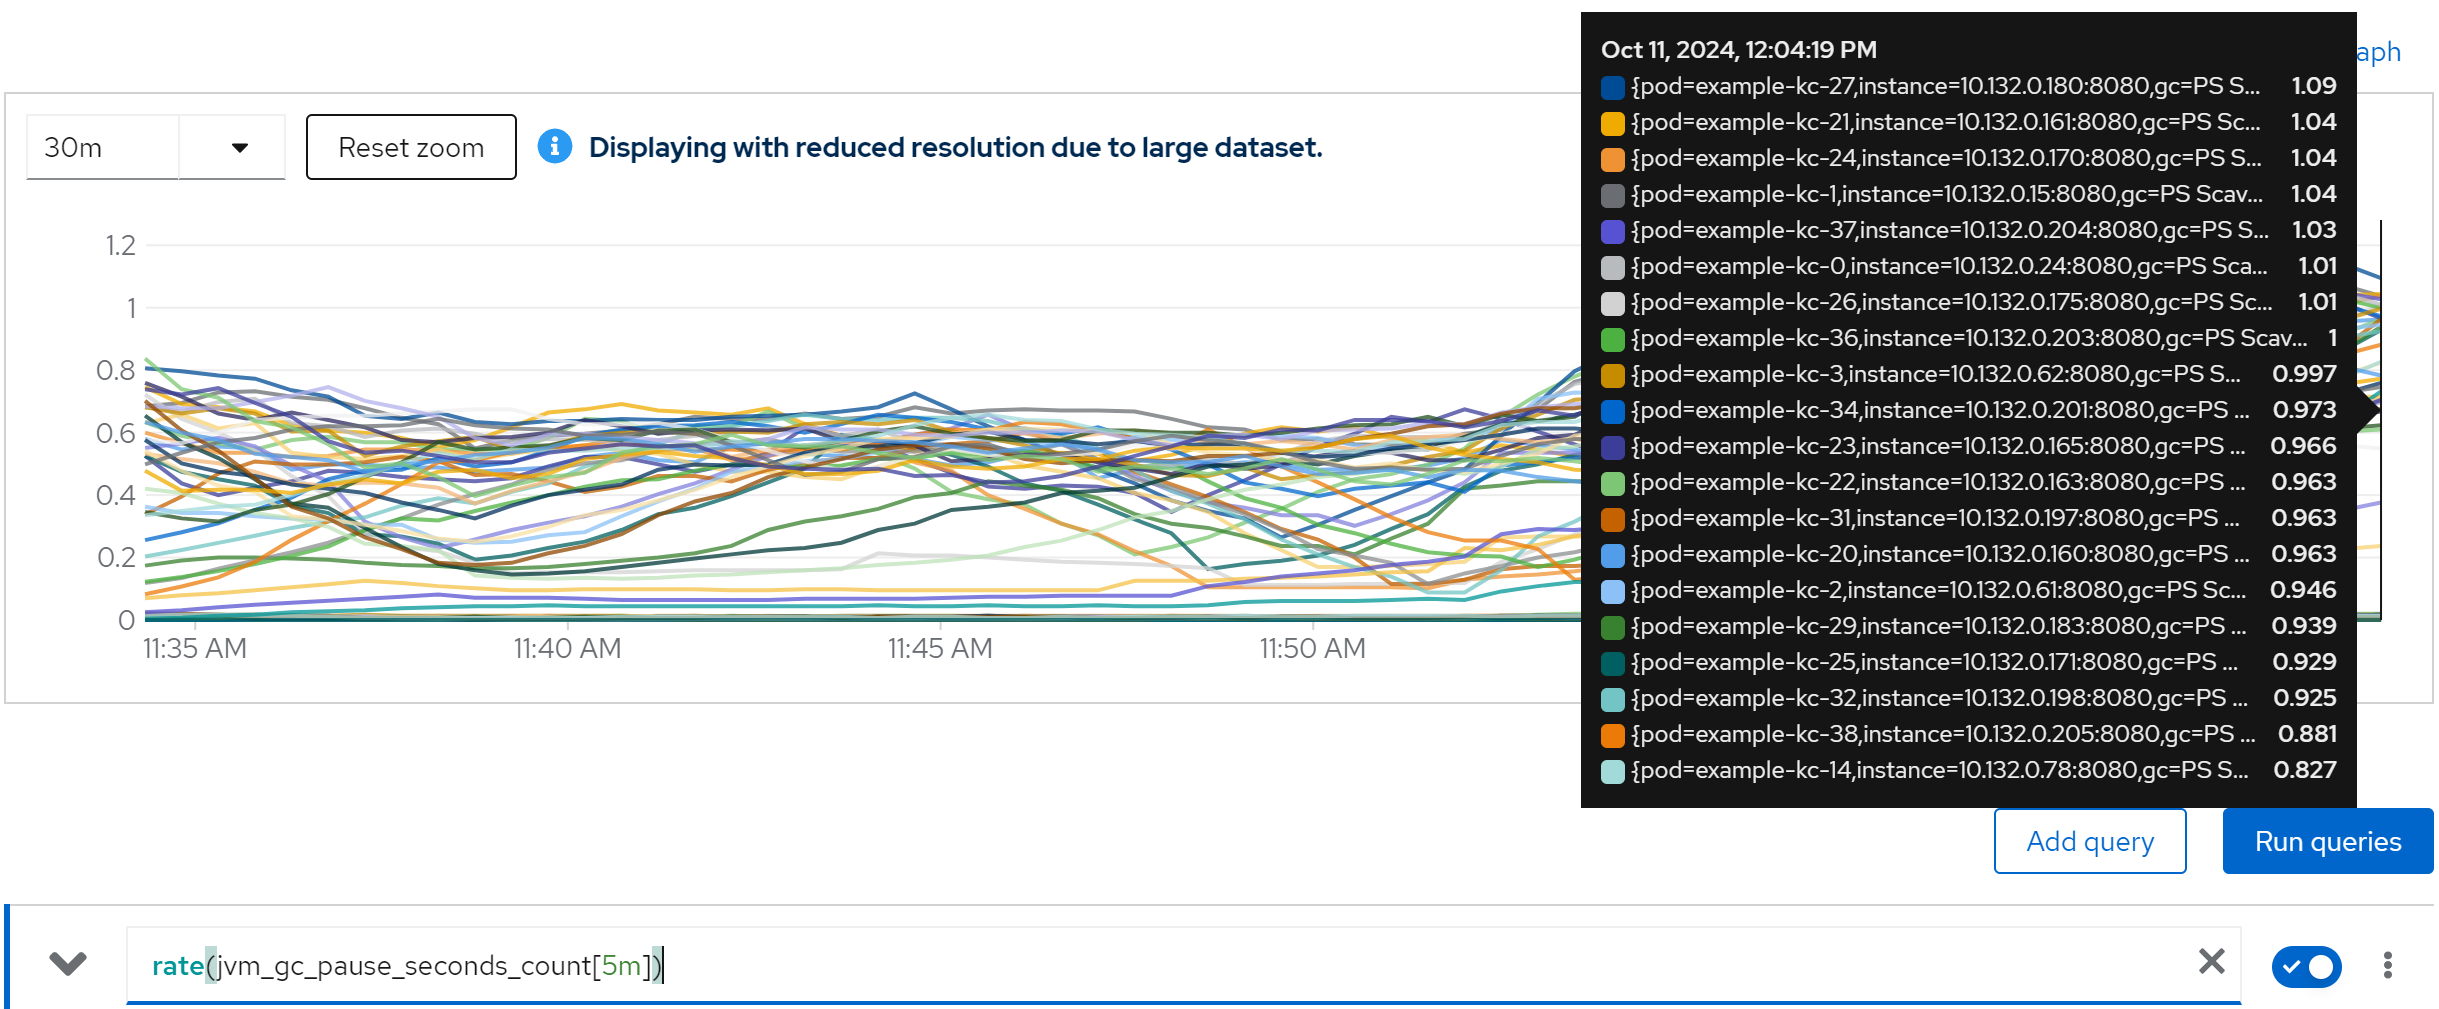 Oct 11, 2024, 12:04:19 PM
{pod=example-kc-27,instance=10.132.0.180:8080,gc=PS S... 1.09
{pod=example-kc-21,instance=10.132.0.161:8080,gc=PS Sc... 1.04
{pod=example-kc-24,instance=10.132.0.170:8080,gc=PS S... 1.04
{pod=example-kc-1,instance=10.132.0.15:8080,gc=PS Scav... 1.04
{pod=example-kc-37,instance=10.132.0.204:8080,gc=PS S... 1.03
{pod=example-kc-0,instance=10.132.0.24:8080,gc=PS Sca... 1.01
{pod=example-kc-26,instance=10.132.0.175:8080,gc=PS Sc... 1.01
{pod=example-kc-36,instance=10.132.0.203:8080,gc=PS Scav... 1
{pod=example-kc-3,instance=10.132.0.62:8080,gc=PS S... 0.997
{pod=example-kc-34,instance=10.132.0.201:8080,gc=PS ... 0.973
{pod=example-kc-23,instance=10.132.0.165:8080,gc=PS ... 0.966
{pod=example-kc-22,instance=10.132.0.163:8080,gc=PS ... 0.963
{pod=example-kc-31,instance=10.132.0.197:8080,gc=PS ... 0.963
{pod=example-kc-20,instance=10.132.0.160:8080,gc=PS ... 0.963
{pod=example-kc-2,instance=10.132.0.61:8080,gc=PS Sc... 0.946
{pod=example-kc-29,instance=10.132.0.183:8080,gc=PS ... 0.939
{pod=example-kc-25,instance=10.132.0.171:8080,gc=PS ... 0.929
{pod=example-kc-32,instance=10.132.0.198:8080,gc=PS ... 0.925
{pod=example-kc-38,instance=10.132.0.205:8080,gc=PS ... 0.881
{pod=example-kc-14,instance=10.132.0.78:8080,gc=PS S... 0.827
aph
30m
Reset zoom
Displaying with reduced resolution due to large dataset.
1.2
1
0.8
0.6
0.4
0.2
0
11:35 AM
11:40 AM
11:45 AM
11:50 AM
Add query
Run queries
rate(jvm_gc_pause_seconds_count[5m])